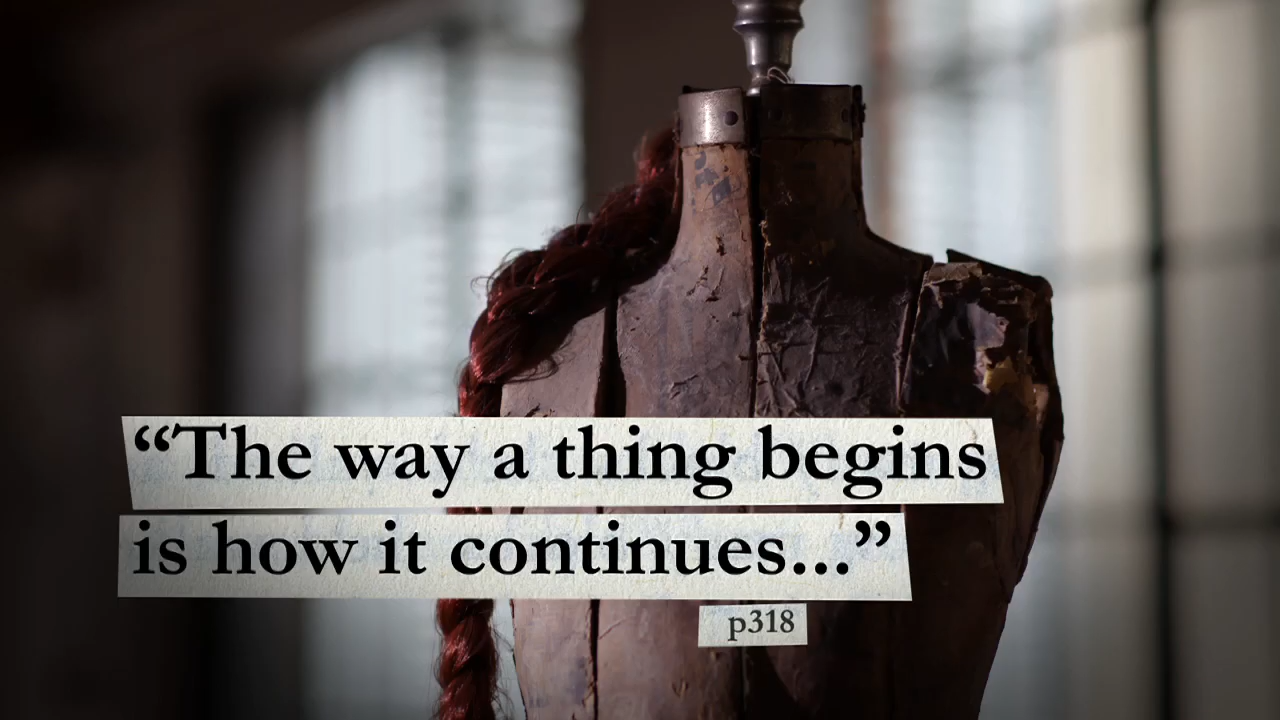 “The way a thing begins
is how it continues...”
p318